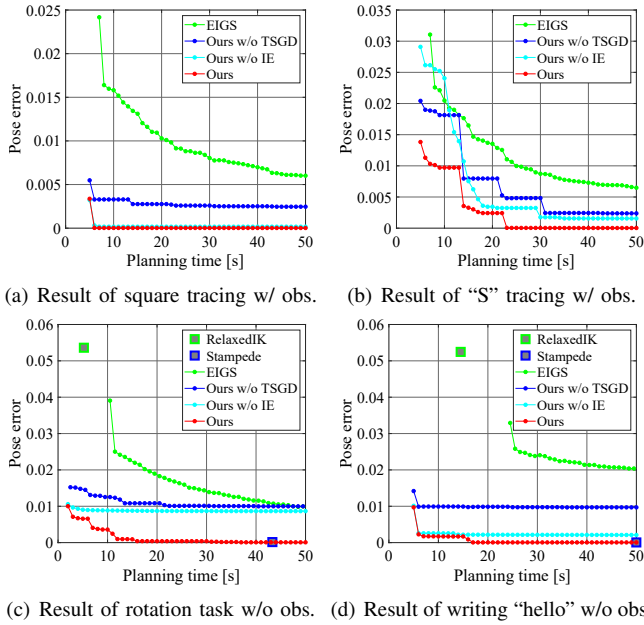 0.025
0.02
0.015
0.01
0.005
0
Pose error
EIGS
Ours w/o TSGD
Ours w/o IE
Ours
0 10 20 30 40 50
Planning time [s]
(a) Result of square tracing w/ obs.
0.035
0.03
0.025
0.02
0.015
0.01
0.005
0
Pose error
EIGS
Ours w/o TSGD
Ours w/o IE
Ours
0 10 20 30 40 50
Planning time [s]
(b) Result of “S” tracing w/ obs.
0.06
0.05
0.04
0.03
0.02
0.01
0
Pose error
RelaxedIK
Stampede
EIGS
Ours w/o TSGD
Ours w/o IE
Ours
0 10 20 30 40 50
Planning time [s]
(c) Result of rotation task w/o obs.
0.06
0.05
0.04
0.03
0.02
0.01
0
Pose error
RelaxedIK
Stampede
EIGS
Ours w/o TSGD
Ours w/o IE
Ours
0 10 20 30 40 50
Planning time [s]
(d) Result of writing “hello” w/o obs